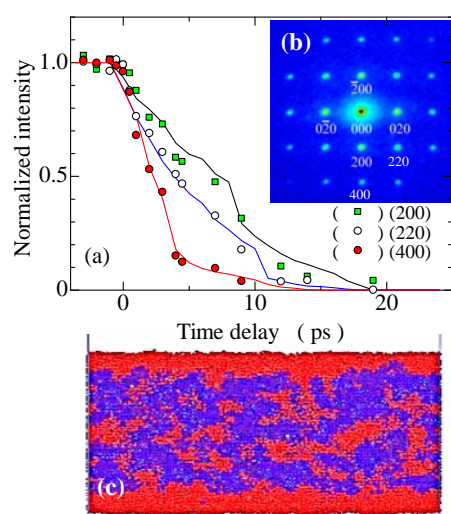 1.0
0.5
0
Normalized intensity
(a)
(b)
2̄00
02̄0 000 020
200 220
400
( ) (200)
( ) (220)
( ) (400)
0 10 20
Time delay ( ps )
(c)